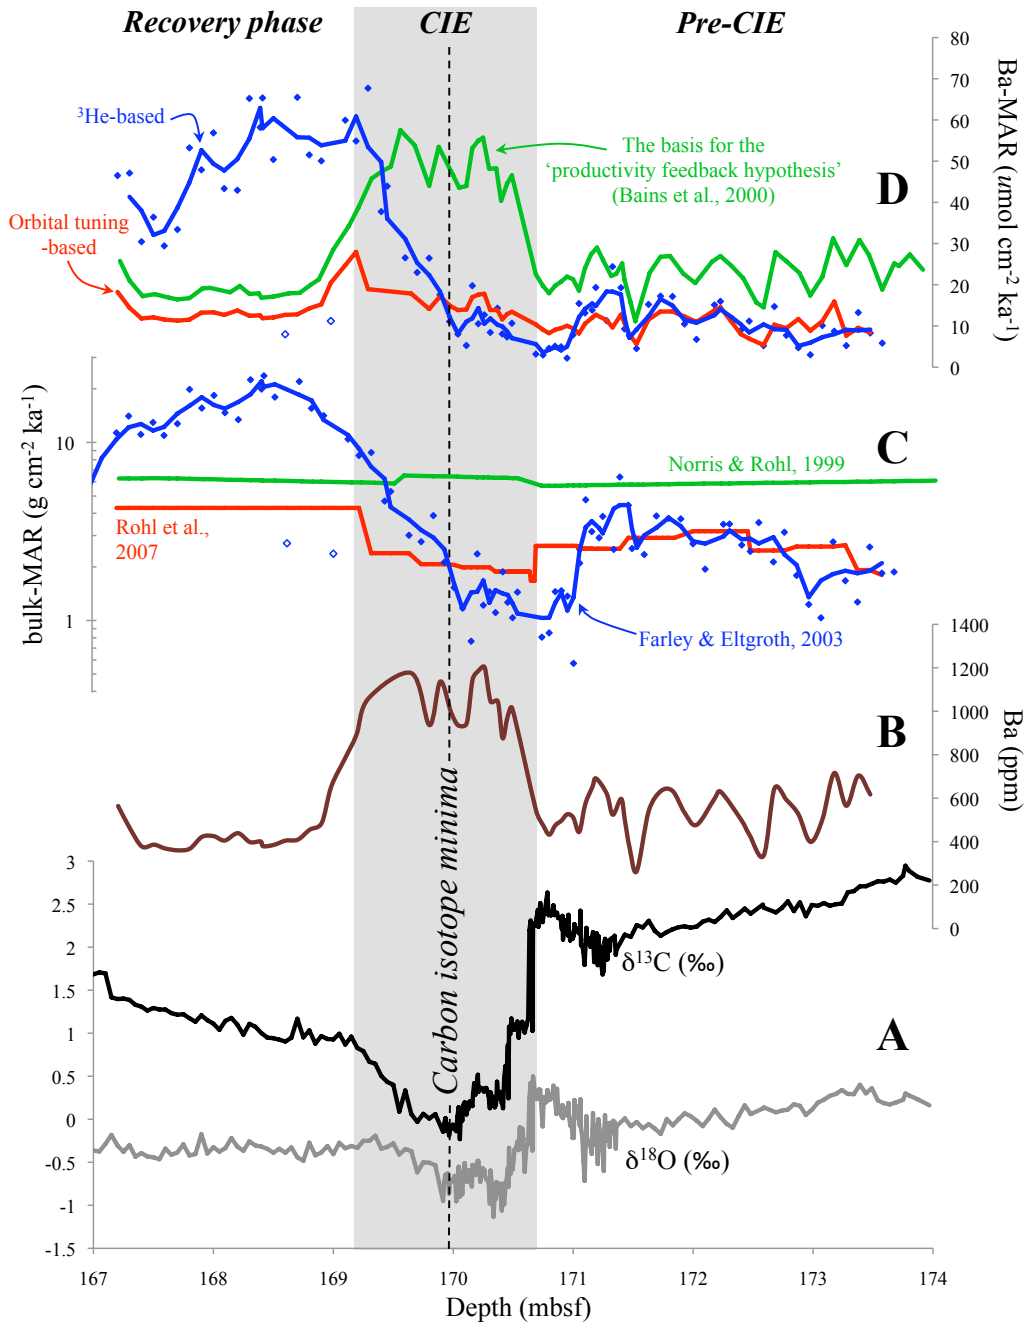 Recovery phase
CIE
Pre-CIE
80
70
60
50
40
30
20
10
0
Ba-MAR (umol cm-2 ka-1)
³He-based
The basis for the
‘productivity feedback hypothesis’
(Bains et al., 2000)
D
Orbital tuning
-based
bulk-MAR (g cm-2 ka-1)
10
1
C
Norris & Rohl, 1999
Rohl et al.,
2007
Farley & Eltgroth, 2003
1400
1200
1000
800
600
400
200
0
Ba (ppm)
B
Carbon isotope minima
3
2.5
2
1.5
1
0.5
0
-0.5
-1
-1.5
δ¹³C (‰)
A
δ¹⁸O (‰)
167
168
169
170
171
172
173
174
Depth (mbsf)